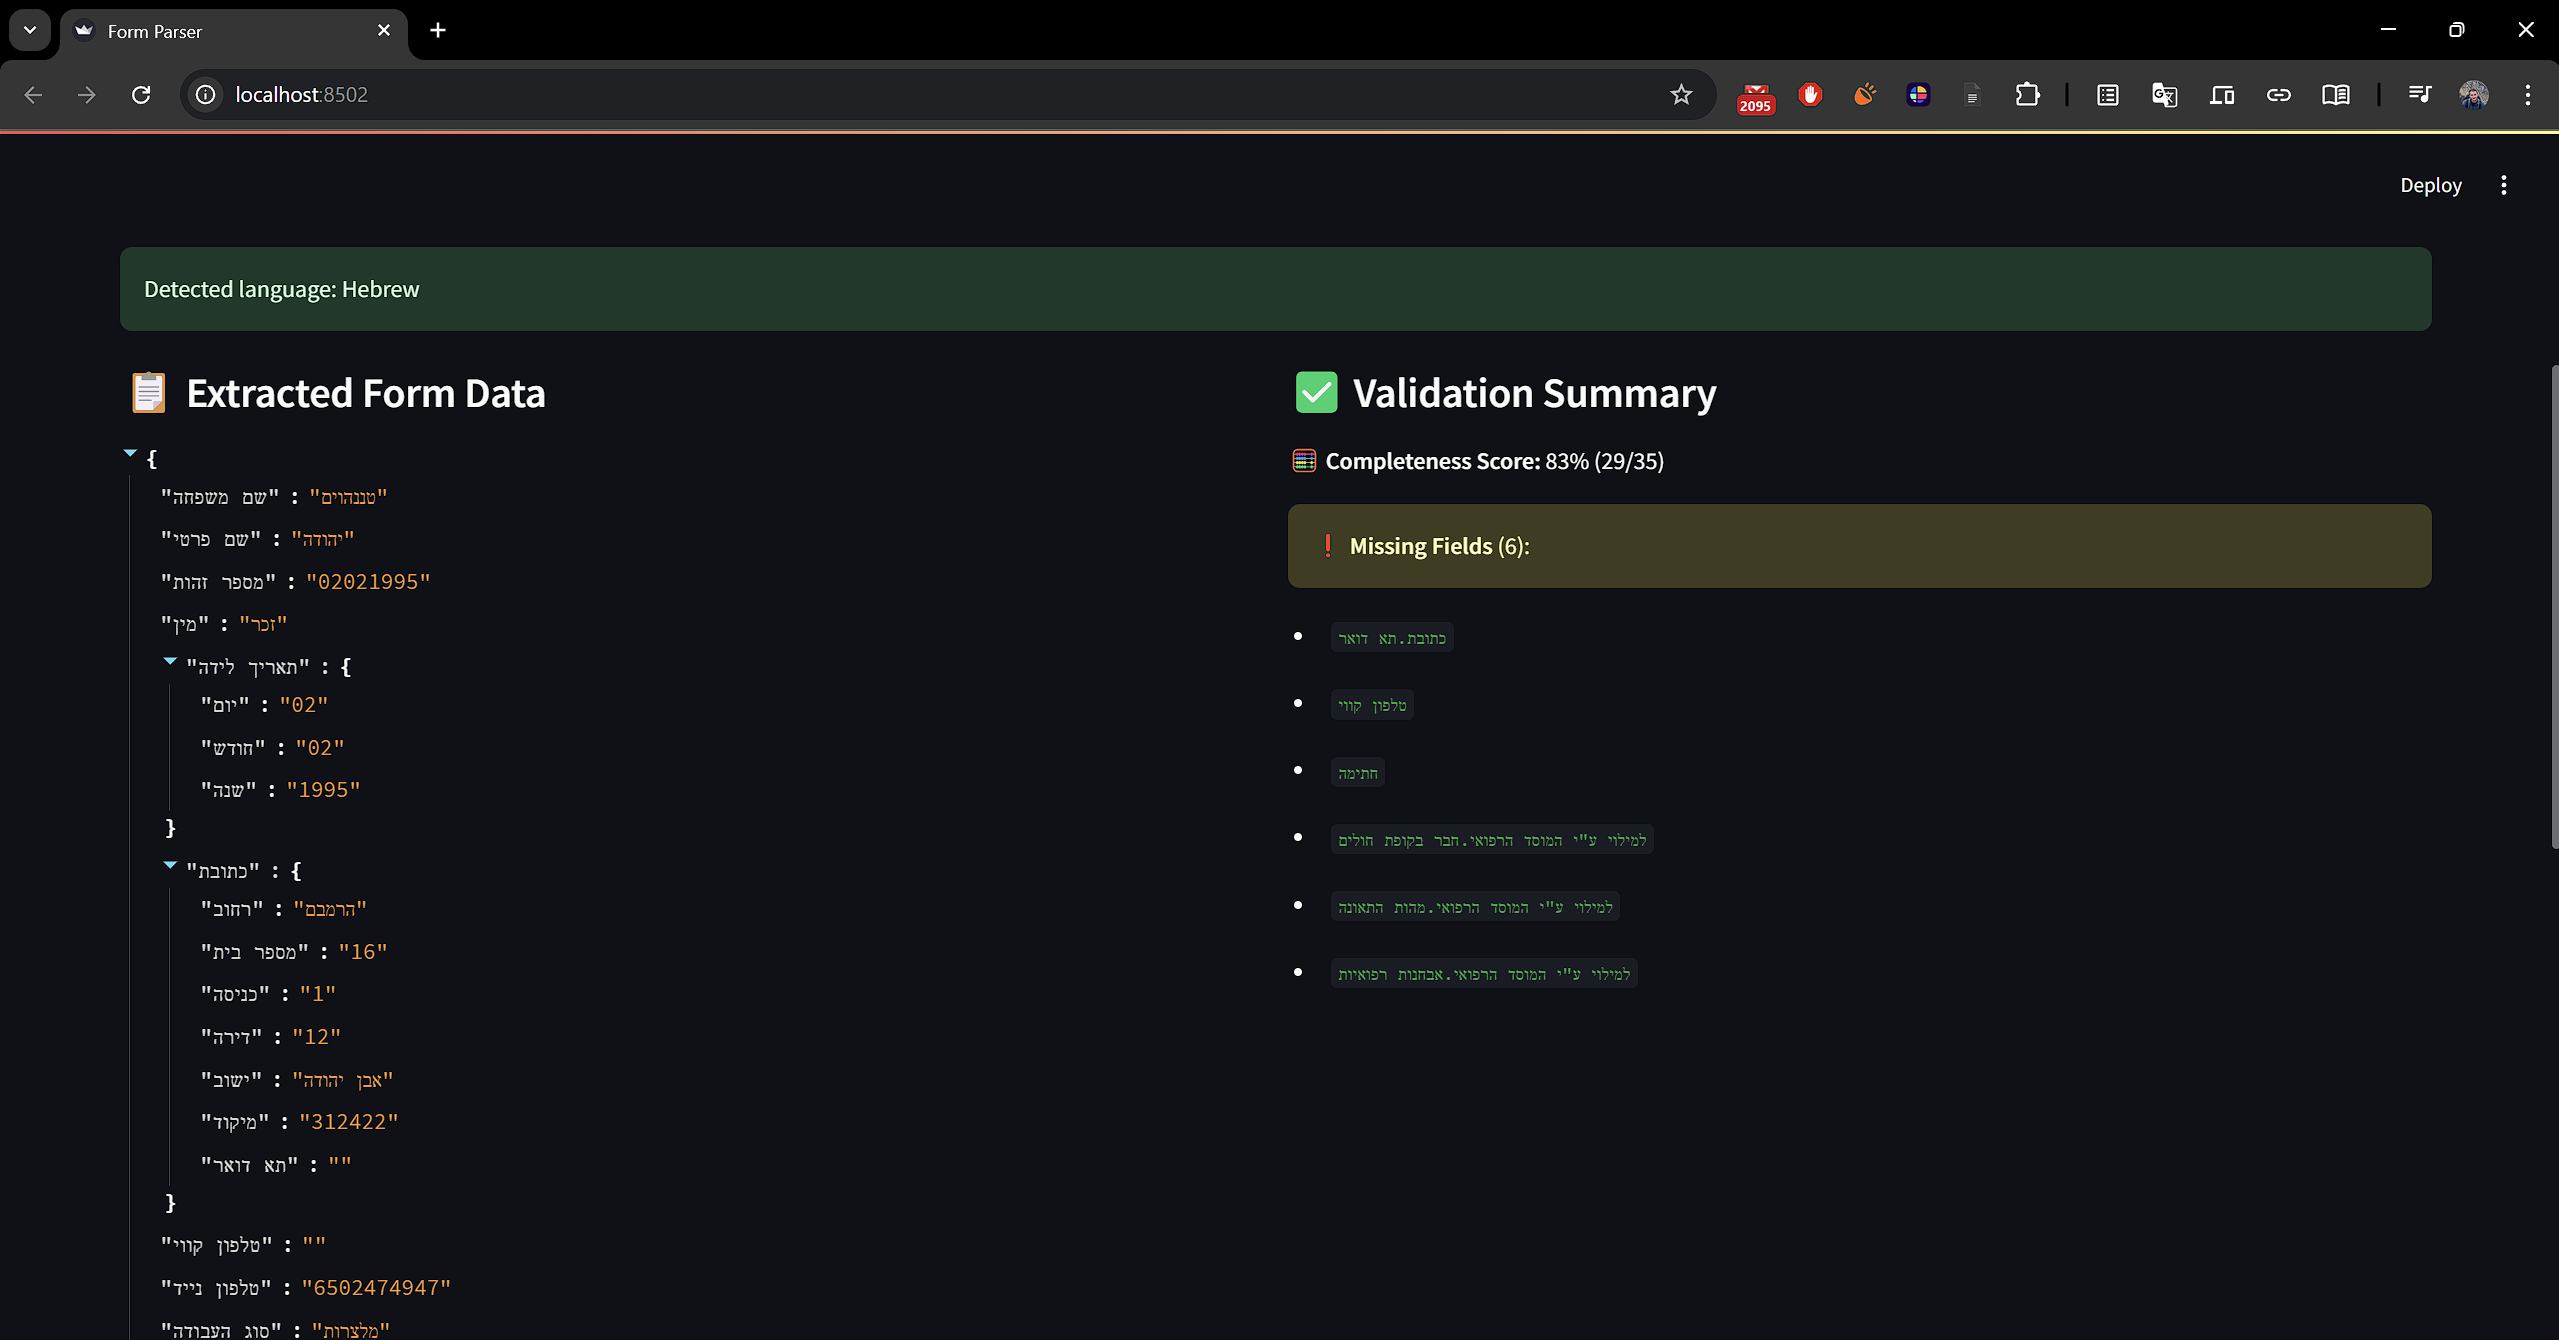 Form Parser
localhost:8502
2095
Deploy
Detected language: Hebrew
📋 Extracted Form Data
{
"שם משפחה" : "טננהוים"
"שם פרטי" : "יהודה"
"מספר זהות" : "02021995"
"מין" : "זכר"
"תאריך לידה" : {
"יום" : "02"
"חודש" : "02"
"שנה" : "1995"
}
"כתובת" : {
"רחוב" : "הרמבם"
"מספר בית" : "16"
"כניסה" : "1"
"דירה" : "12"
"ישוב" : "אבן יהודה"
"מיקוד" : "312422"
"תא דואר" : ""
}
"טלפון קווי" : ""
"טלפון נייד" : "6502474947"
"סוג העבודה" : "מלצרות"
✅ Validation Summary
🧮 Completeness Score: 83% (29/35)
❗ Missing Fields (6):
כתובת.תא דואר
טלפון קווי
חתימה
למילוי ע"י המוסד הרפואי.חבר בקופת חולים
למילוי ע"י המוסד הרפואי.מהות התאונה
למילוי ע"י המוסד הרפואי.אבחנות רפואיות